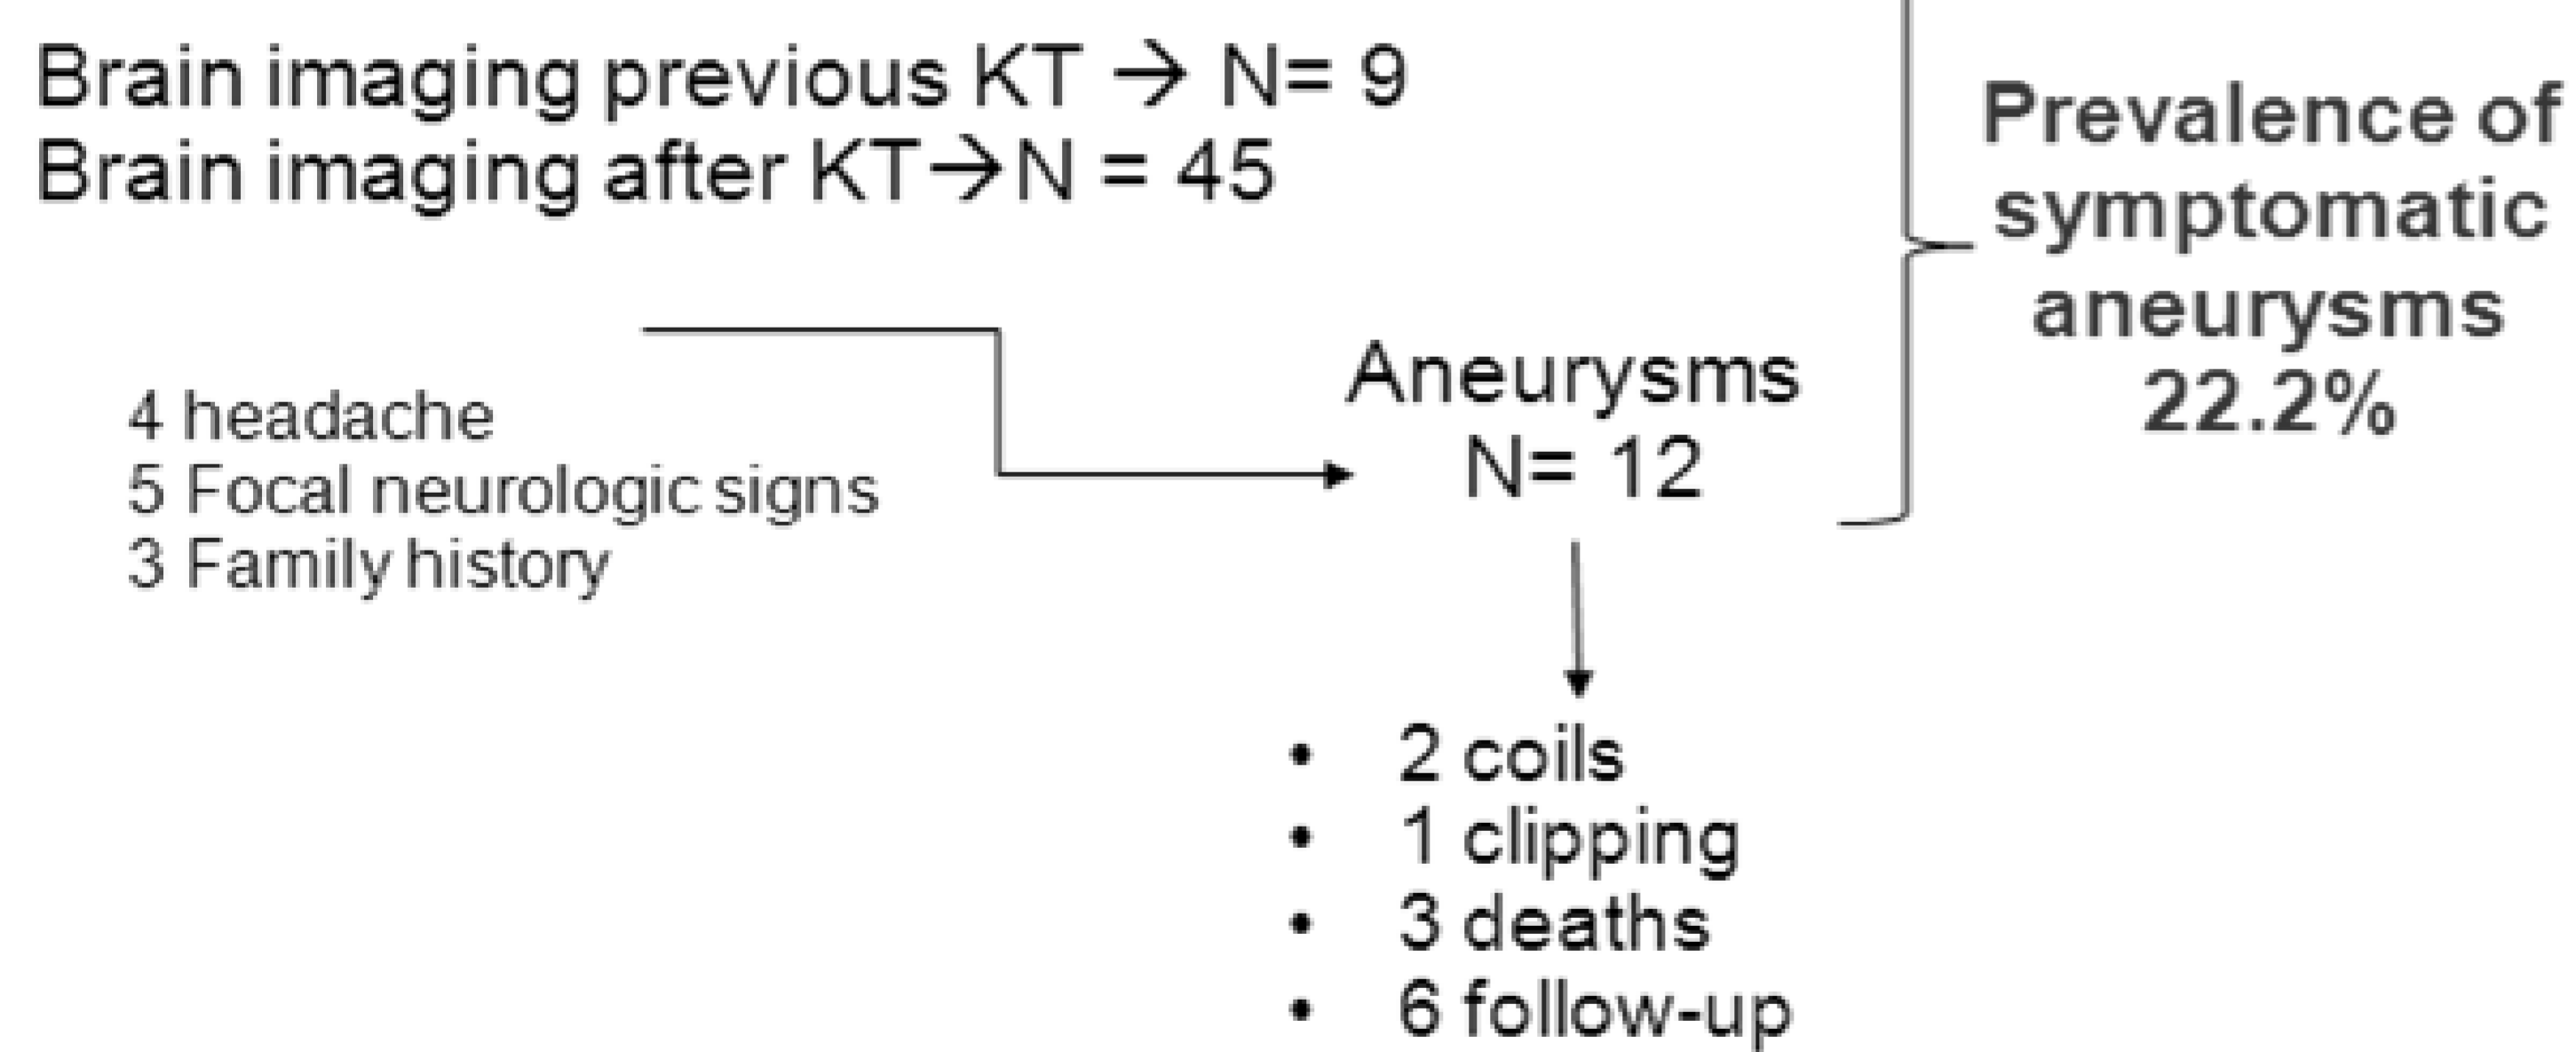 Brain imaging previous KT → N= 9
Brain imaging after KT→N = 45
Prevalence of
symptomatic
aneurysms
22.2%
4 headache
5 Focal neurologic signs
3 Family history
Aneurysms
N= 12
• 2 coils
• 1 clipping
• 3 deaths
• 6 follow-up